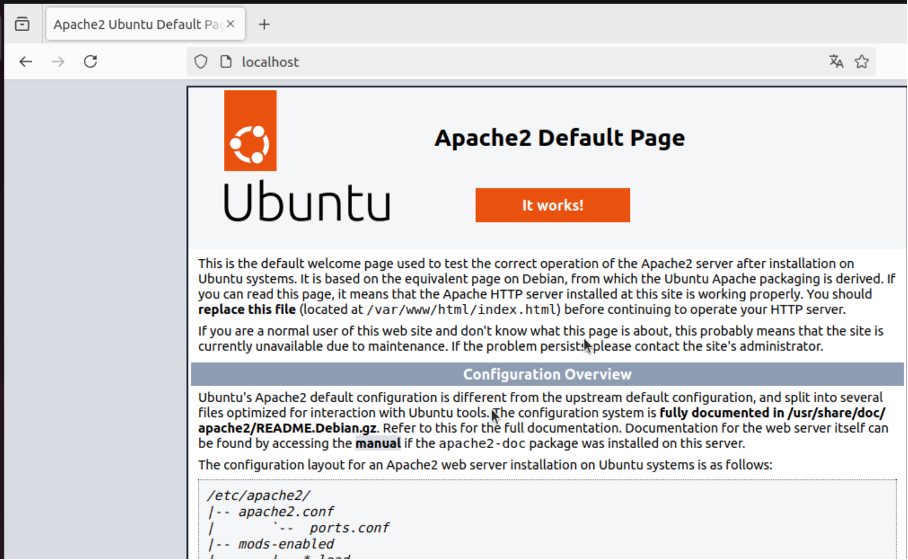 Apache2 Ubuntu Default Pa
localhost
Apache2 Default Page
Ubuntu
It works!
This is the default welcome page used to test the correct operation of the Apache2 server after installation on
Ubuntu systems. It is based on the equivalent page on Debian, from which the Ubuntu Apache packaging is derived. If
you can read this page, it means that the Apache HTTP server installed at this site is working properly. You should
replace this file (located at /var/www/html/index.html) before continuing to operate your HTTP server.
If you are a normal user of this web site and don't know what this page is about, this probably means that the site is
currently unavailable due to maintenance. If the problem persists, please contact the site's administrator.
Configuration Overview
Ubuntu's Apache2 default configuration is different from the upstream default configuration, and split into several
files optimized for interaction with Ubuntu tools. The configuration system is fully documented in /usr/share/doc/
apache2/README.Debian.gz. Refer to this for the full documentation. Documentation for the web server itself can
be found by accessing the manual if the apache2-doc package was installed on this server.
The configuration layout for an Apache2 web server installation on Ubuntu systems is as follows:
/etc/apache2/
|-- apache2.conf
|       `--  ports.conf
|-- mods-enabled
|       |-- *.load